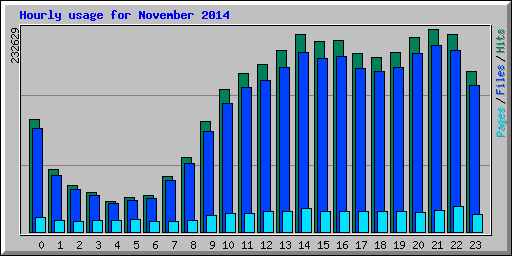 Hourly usage for November 2014
232629
Pages / Files / Hits
0 1 2 3 4 5 6 7 8 9 10 11 12 13 14 15 16 17 18 19 20 21 22 23